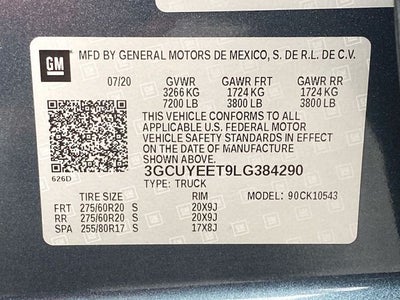 GM MFD BY GENERAL MOTORS DE MEXICO, S. DE R.L. DE C.V.
07/20 GVWR GAWR FRT GAWR RR
3266 KG 1724 KG 1724 KG
7200 LB 3800 LB 3800 LB
THIS VEHICLE CONFORMS TO ALL
APPLICABLE U.S. FEDERAL MOTOR
VEHICLE SAFETY STANDARDS IN EFFECT
ON THE DATE OF MANUFACTURE SHOWN ABOVE.
3GCUYEET9LG384290
626D TYPE: TRUCK
TIRE SIZE RIM MODEL: 90CK10543
FRT 275/60R20 S 20X9J
RR 275/60R20 S 20X9J
SPA 255/80R17 S 17X8J